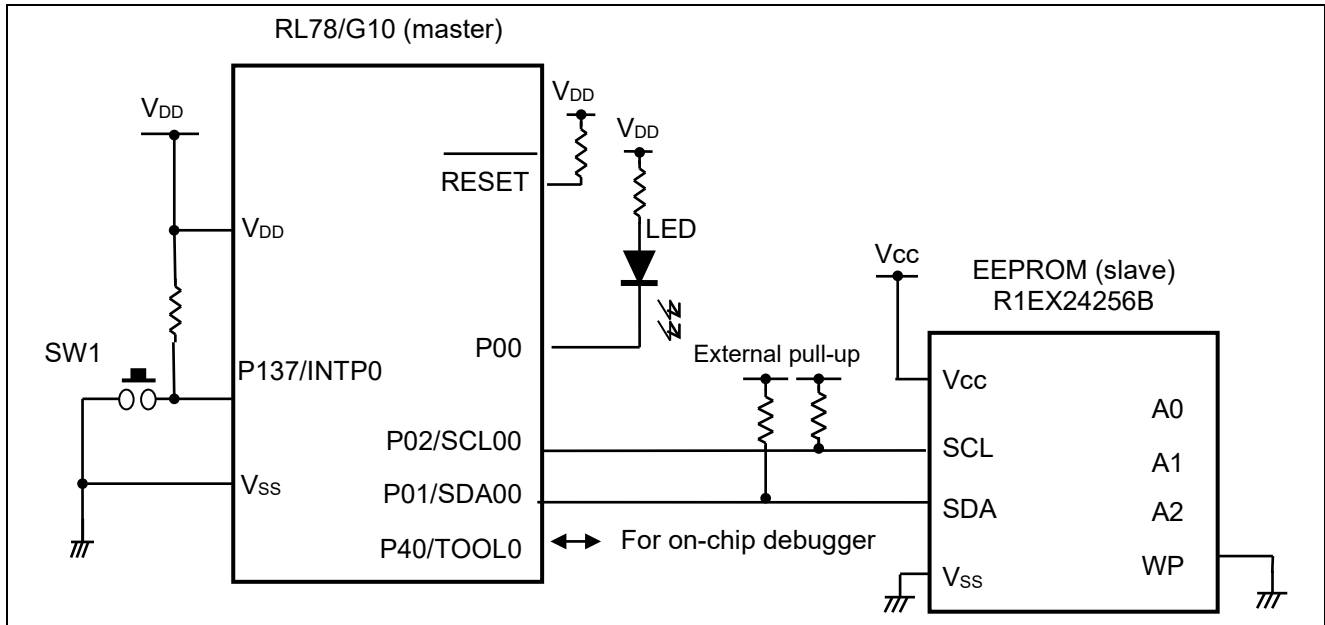 RL78/G10 (master)
VDD
VDD
VDD
RESET
VDD
LED
Vcc
EEPROM (slave)
R1EX24256B
SW1
P137/INTP0
P00
External pull-up
Vcc
A0
P02/SCL00
SCL
A1
VSS
P01/SDA00
SDA
A2
P40/TOOL0
For on-chip debugger
VSS
WP